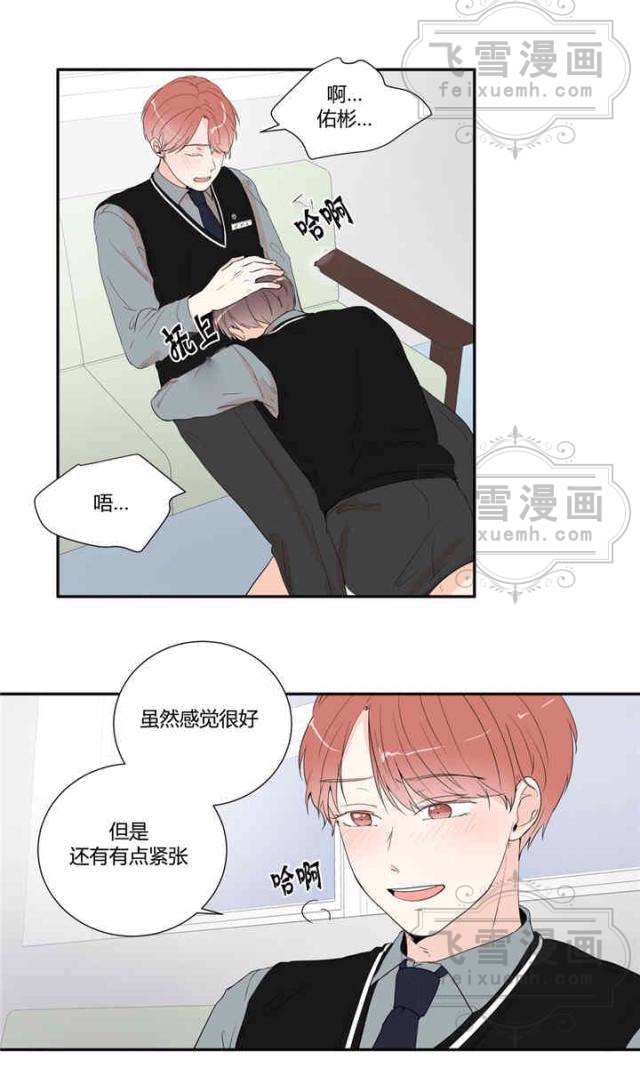 飞雪漫画
feixuemh.com
啊…
佑彬…
哈啊
抚上
唔…
飞雪漫画
feixuemh.com
虽然感觉很好
但是
还有有点紧张
哈啊
飞雪漫画
feixuemh.com